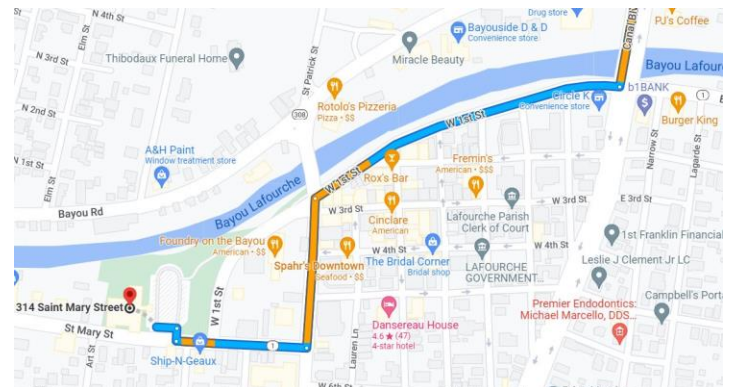 Drug store
PJ's Coffee
N 4th St
Elm St
Bayouside D & D
Convenience store
Canal Blvd
N 3rd St
Thibodaux Funeral Home
Miracle Beauty
St Patrick St
Bayou Lafour
Elm St
N 2nd St
308
Rotolo's Pizzeria
Pizza • $$
Circle K
Convenience store
b1BANK
1
Burger King
W 1st St
A&H Paint
Window treatment store
N 1st St
Rox's Bar
Fremin's
American • $$$
Narrow St
Lagarde St
W 1st St
Bayou Rd
Bayou Lafourche
W 3rd St
Cinclare
American
Lafourche Parish
Clerk of Court
E 3rd St
1st Franklin Financial
Foundry on the Bayou
American • $$
Spahr's Downtown
Seafood • $$
W 4th St
The Bridal Corner
Bridal shop
LAFOURCHE
GOVERNMENT...
W 4th St
Leslie J Clement Jr LC
314 Saint Mary Street
W 1st St
Campbell's Porta
St Mary St
Art St
Ship-N-Geaux
1
Lauren Ln
Dansereau House
4.6 ★ (47)
4-star hotel
Premier Endodontics:
Michael Marcello, DDS...
W 6th St